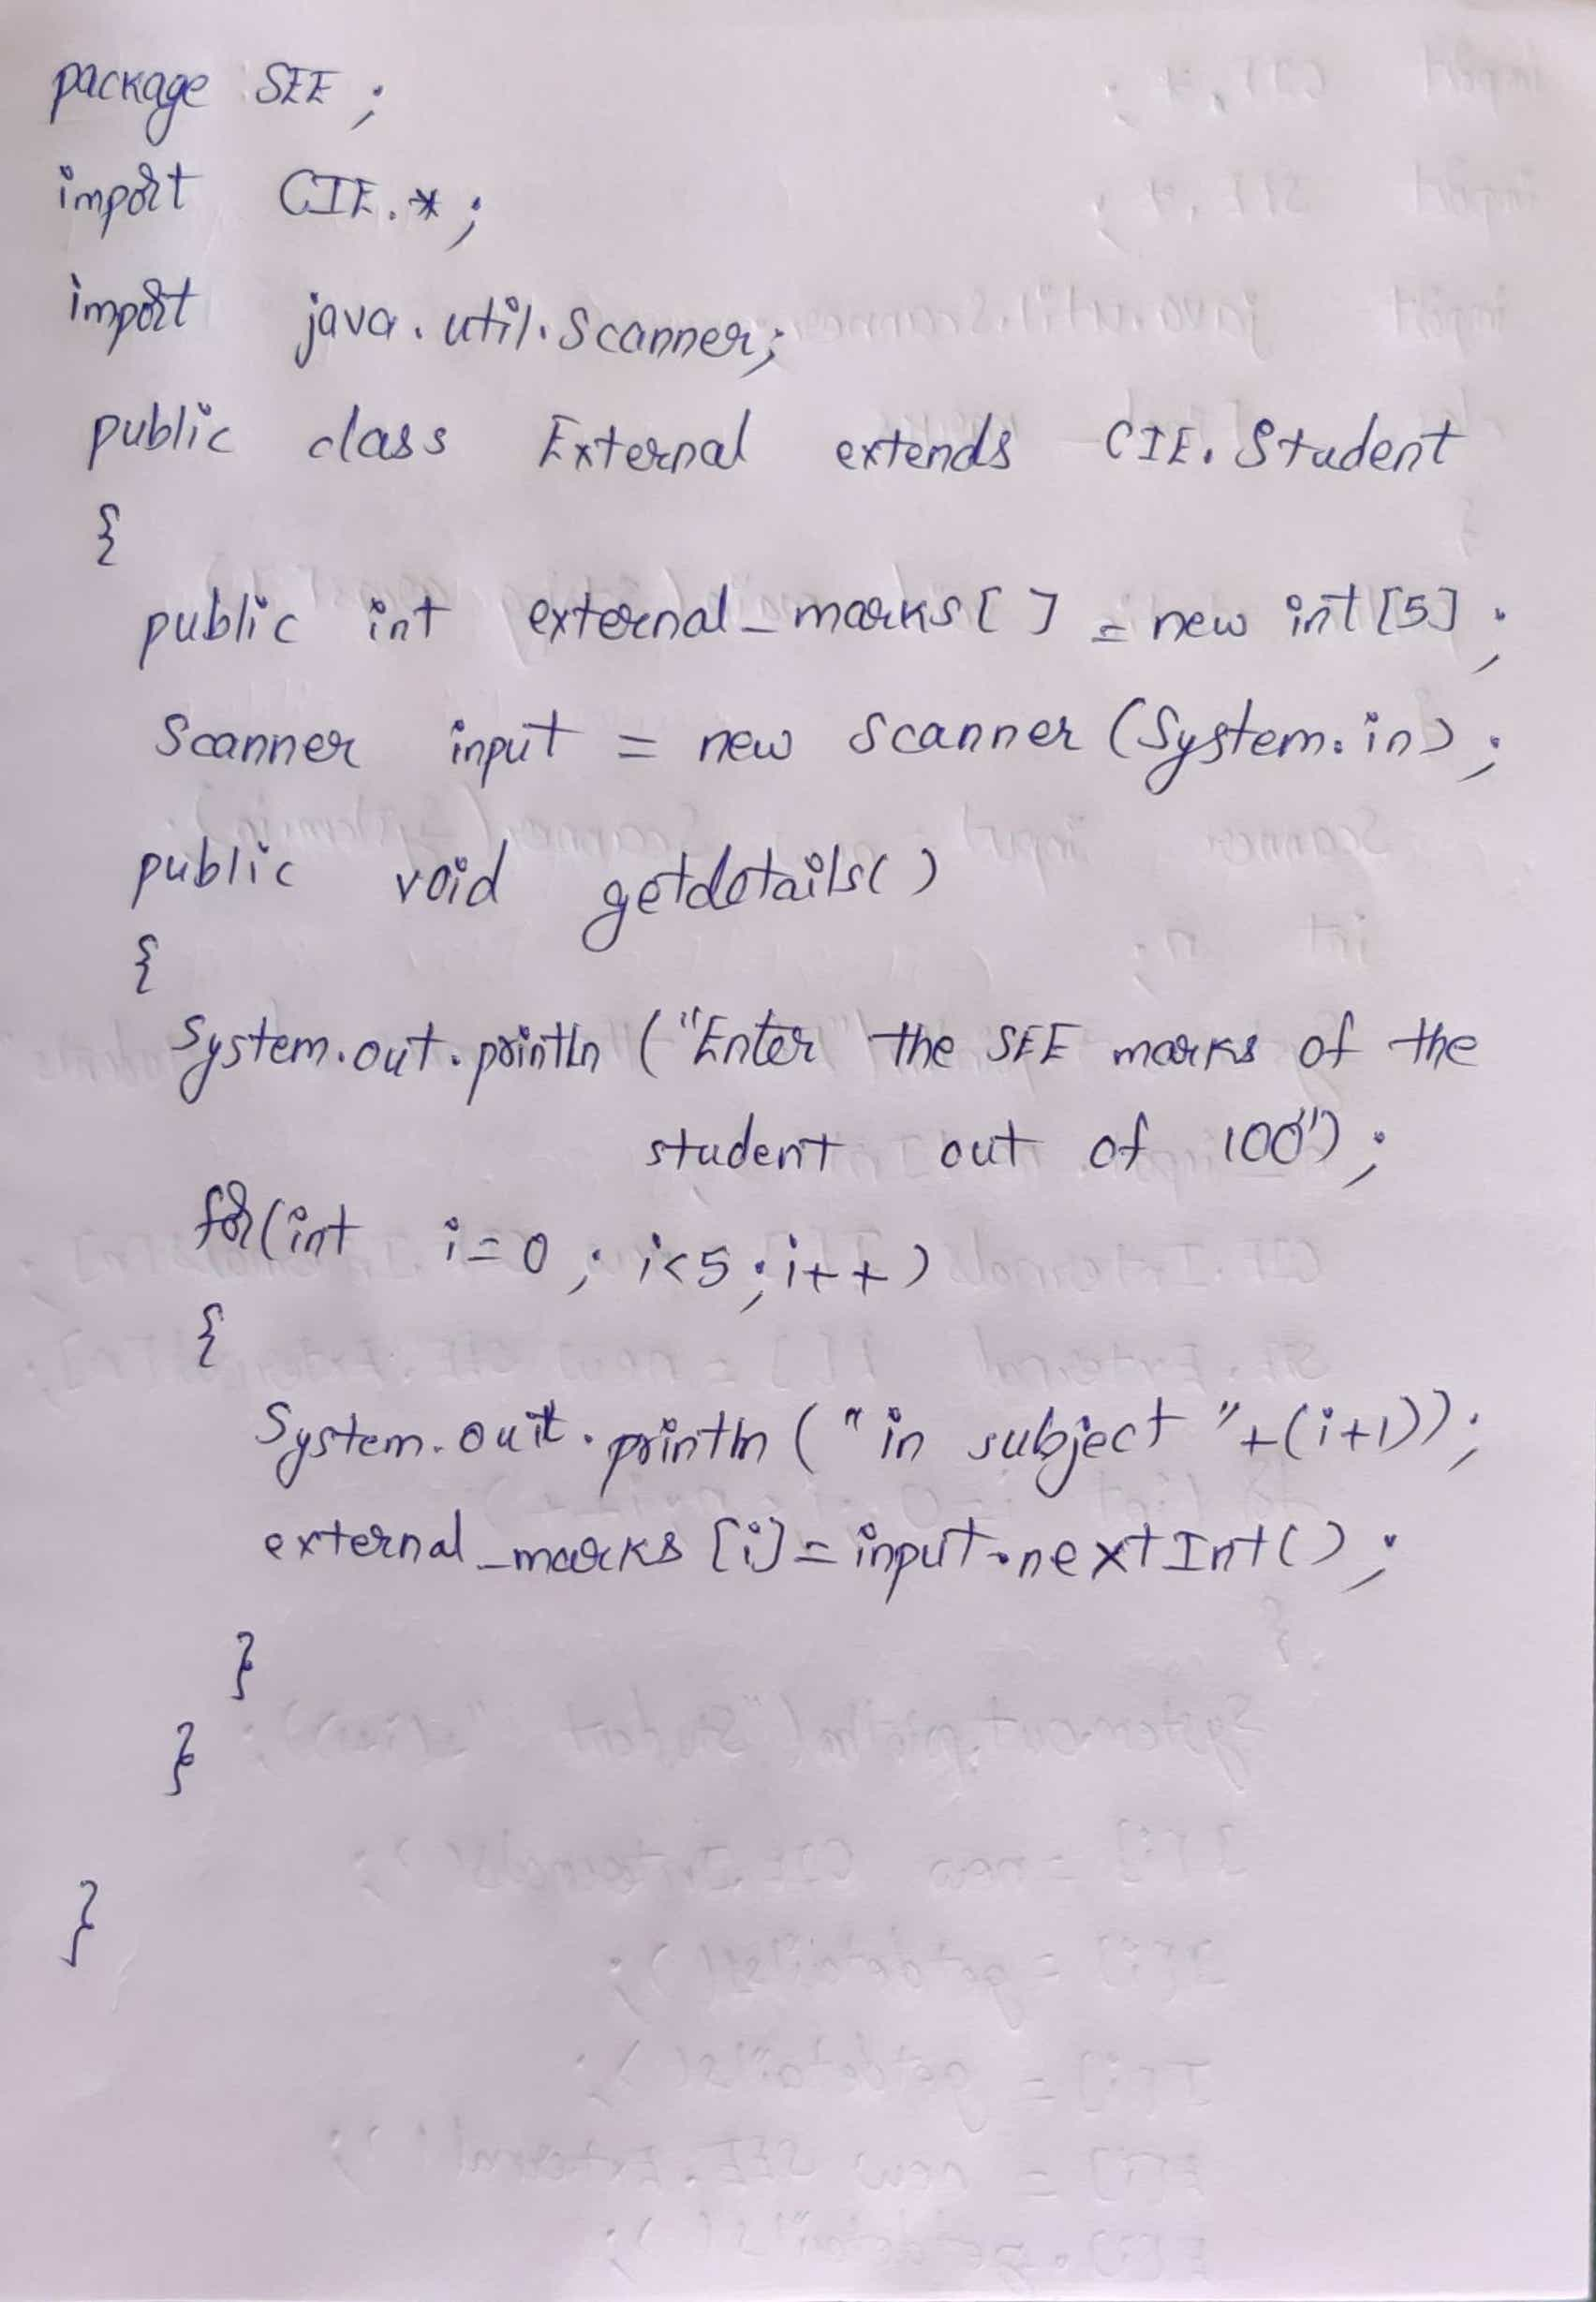 package SEE ;
import CIE.* ;
import java.util.Scanner;
public class External extends CIE.Student
{
public int external_marks[ ] = new int[5] ;
Scanner input = new Scanner (System.in) ;
public void getdetails( )
{
System.out.println ("Enter the SEE marks of the
student out of 100") ;
for(int i=0 ; i<5 ; i++ )
{
System.out.println ("in subject "+(i+1));
external_marks [i]=input.nextInt( ) ;
}
}
}